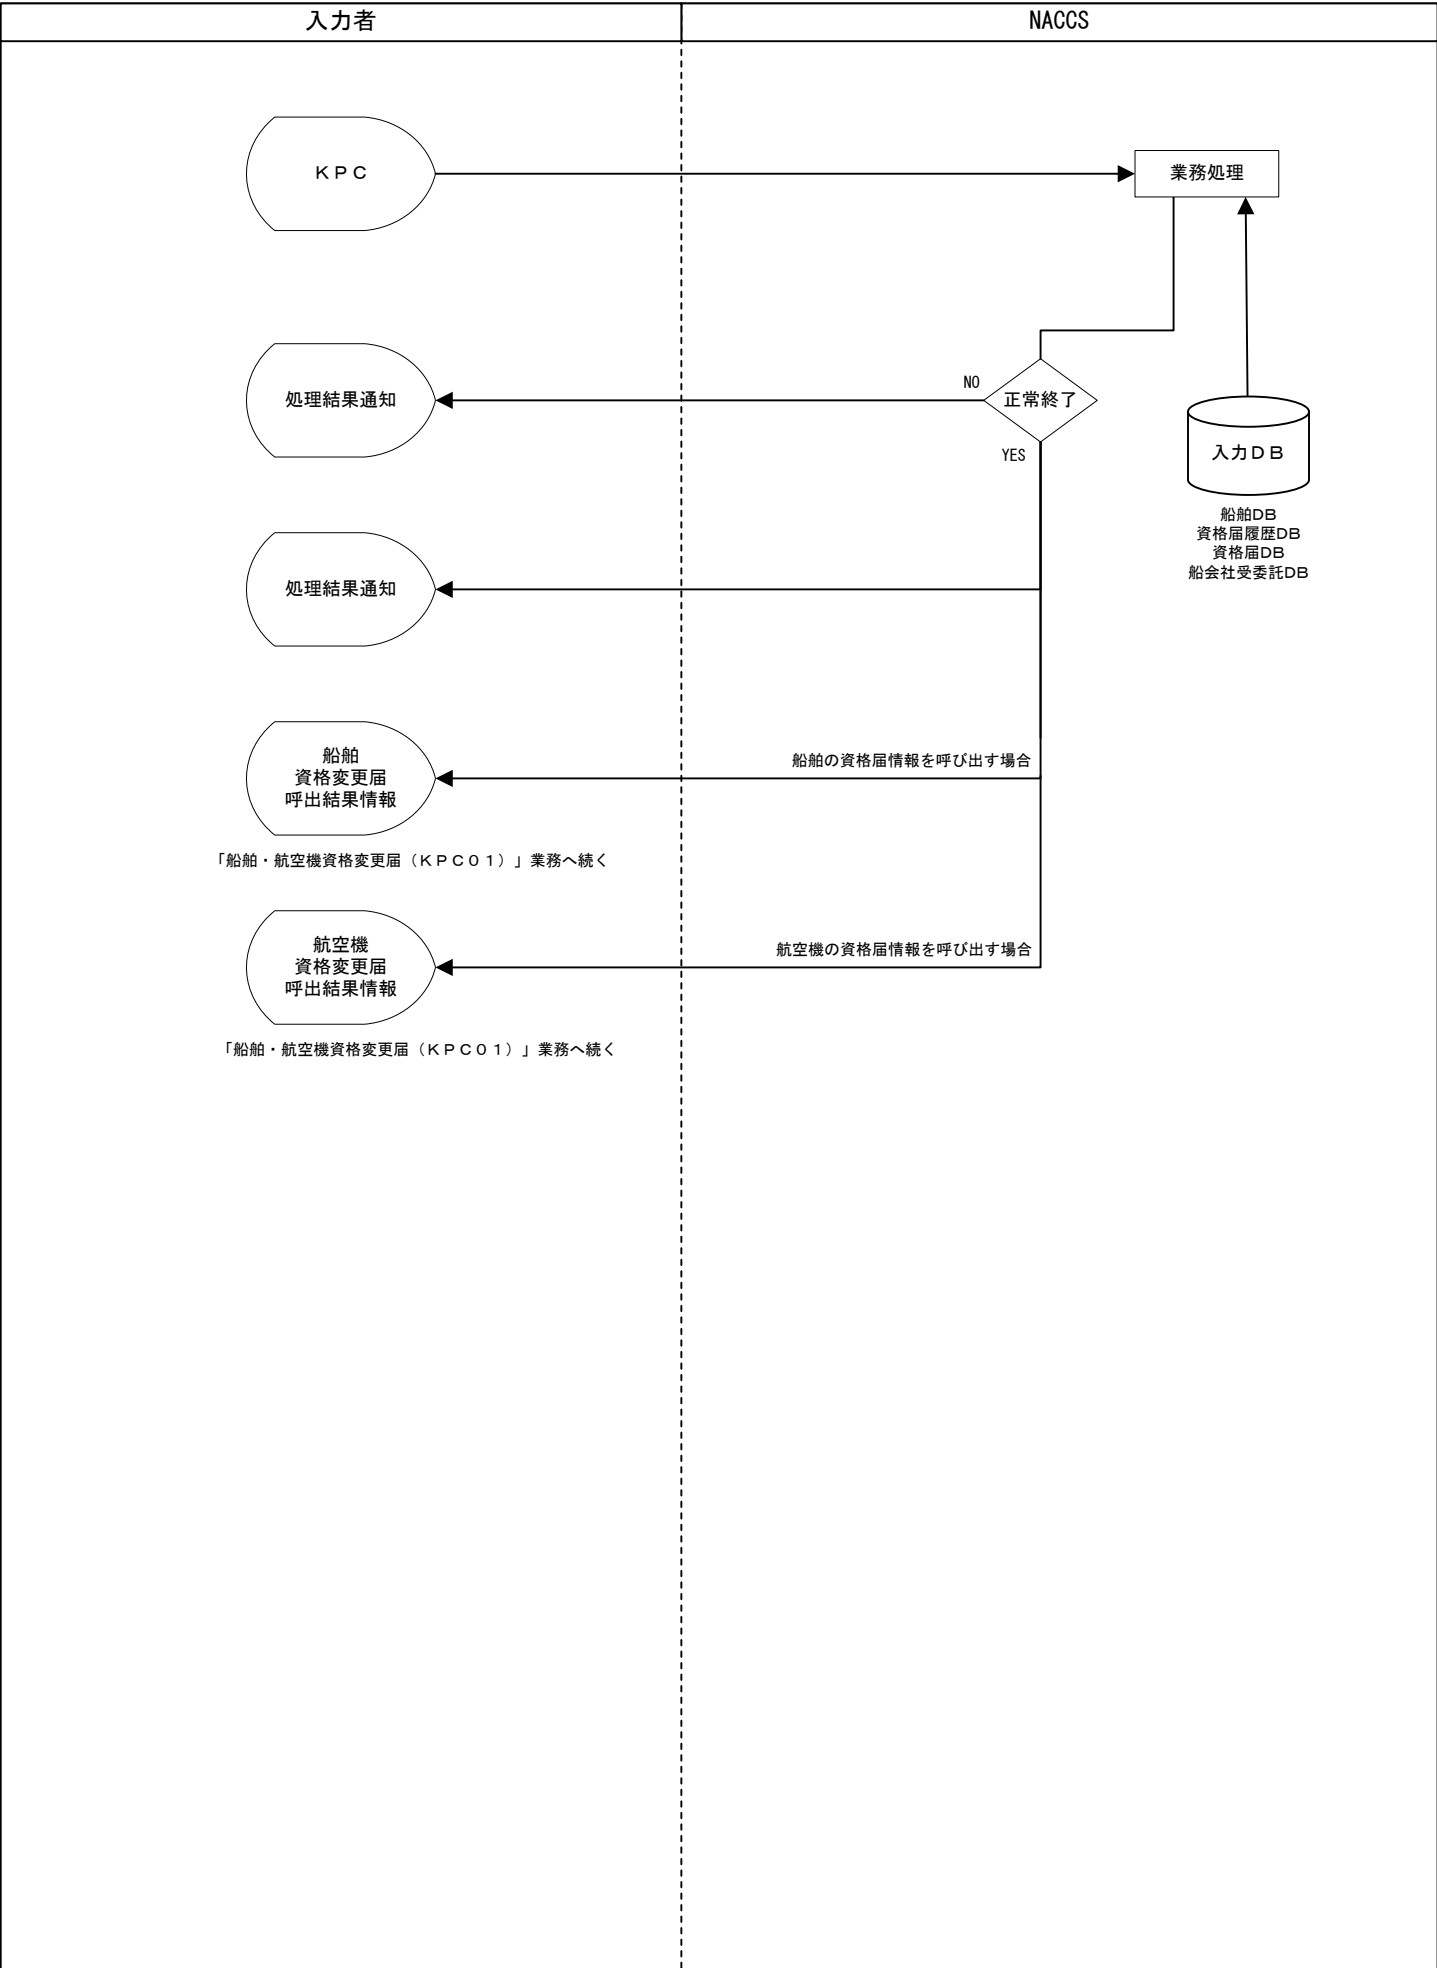 入力者
NACCS
ＫＰＣ
業務処理
処理結果通知
NO
正常終了
YES
入力ＤＢ
船舶DB
資格届履歴DB
資格届DB
船会社受委託DB
処理結果通知
船舶
資格変更届
呼出結果情報
船舶の資格届情報を呼び出す場合
「船舶・航空機資格変更届（ＫＰＣ０１）」業務へ続く
航空機
資格変更届
呼出結果情報
航空機の資格届情報を呼び出す場合
「船舶・航空機資格変更届（ＫＰＣ０１）」業務へ続く